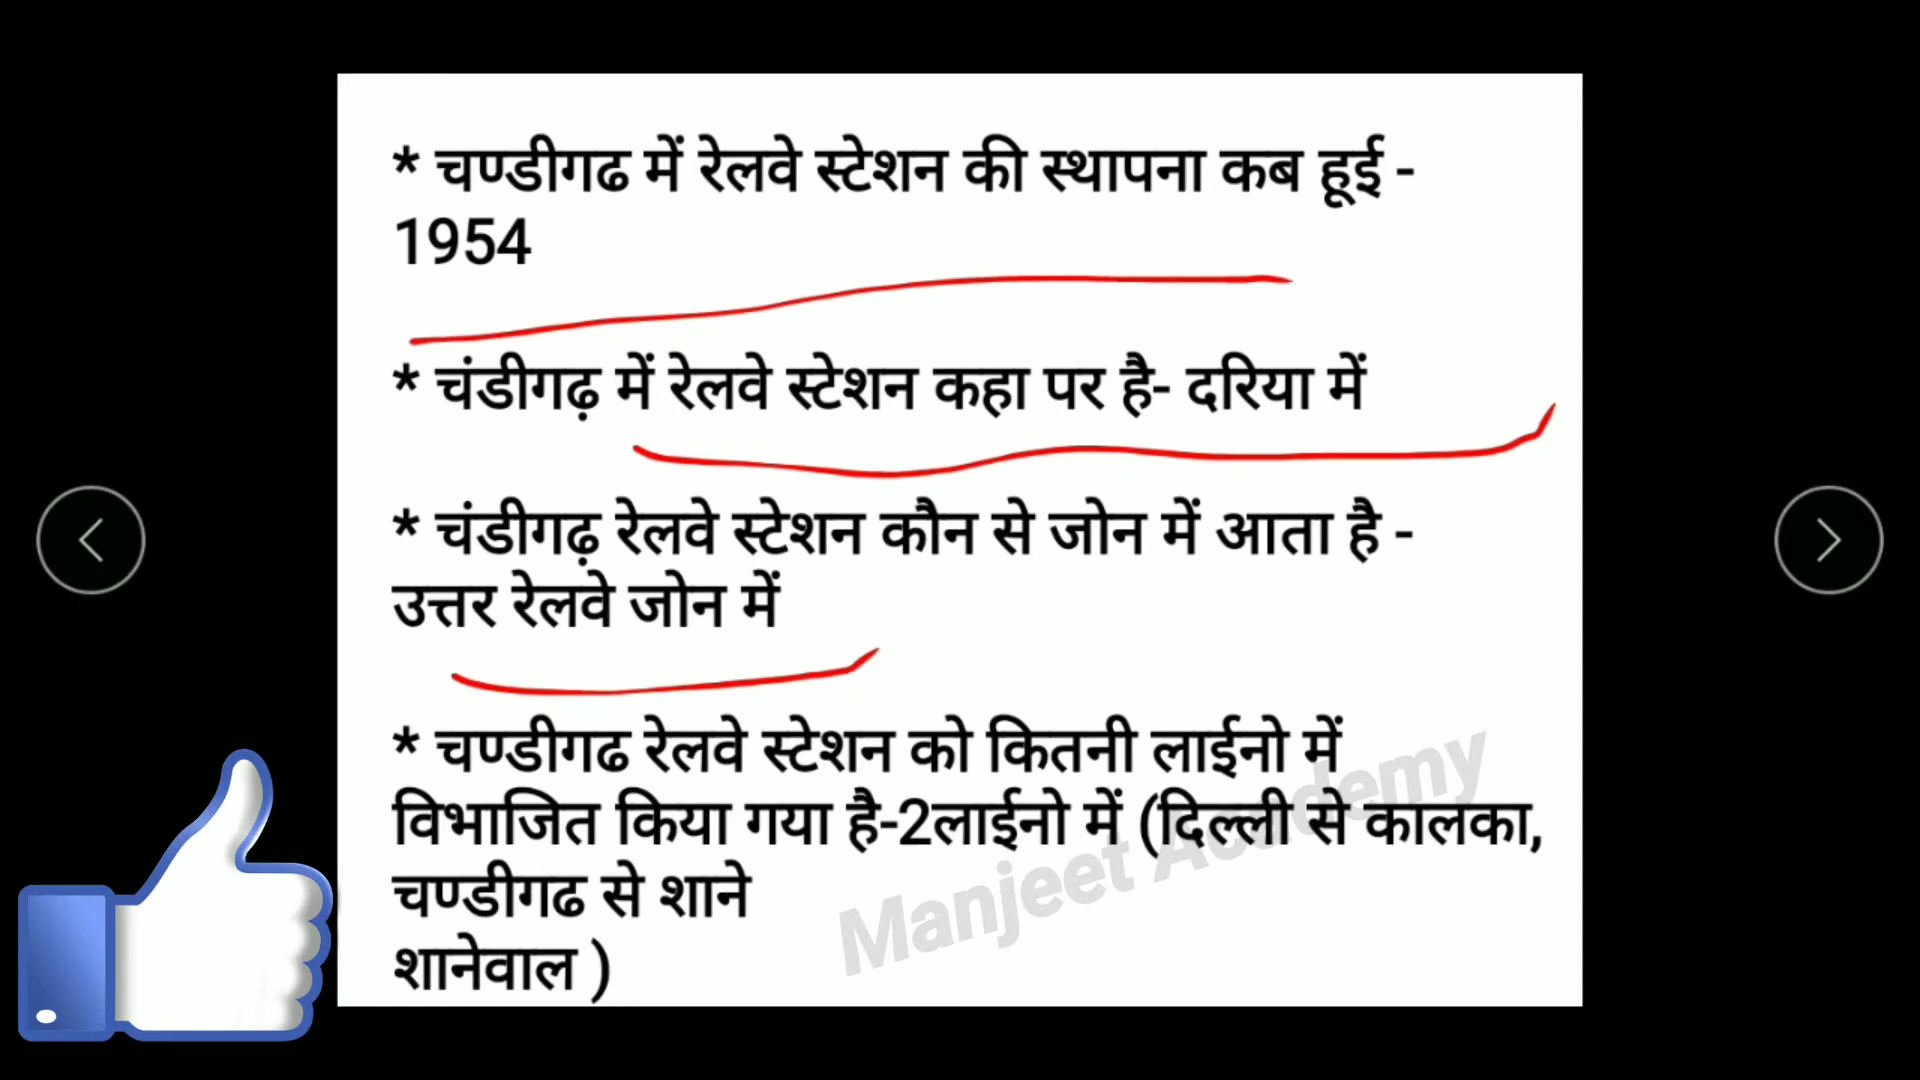 * चण्डीगढ में रेलवे स्टेशन की स्थापना कब हूई -
1954
* चंडीगढ़ में रेलवे स्टेशन कहा पर है- दरिया में
* चंडीगढ़ रेलवे स्टेशन कौन से जोन में आता है -
उत्तर रेलवे जोन में
* चण्डीगढ रेलवे स्टेशन को कितनी लाईनो में
विभाजित किया गया है-2लाईनो में (दिल्ली से कालका,
चण्डीगढ से शाने
शानेवाल )
Manjeet Academy